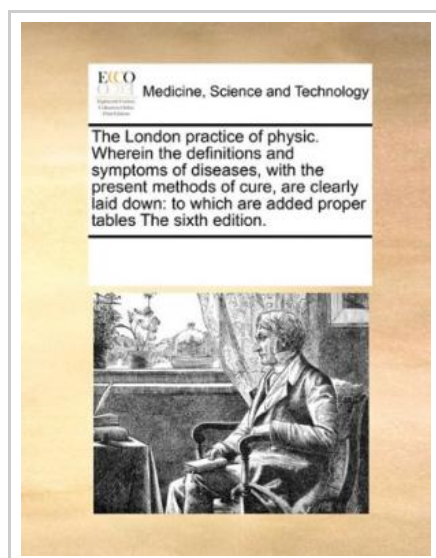 ECCO
Medicine, Science and Technology
The London practice of physic.
Wherein the definitions and
symptoms of diseases, with the
present methods of cure, are clearly
laid down: to which are added proper
tables The sixth edition.